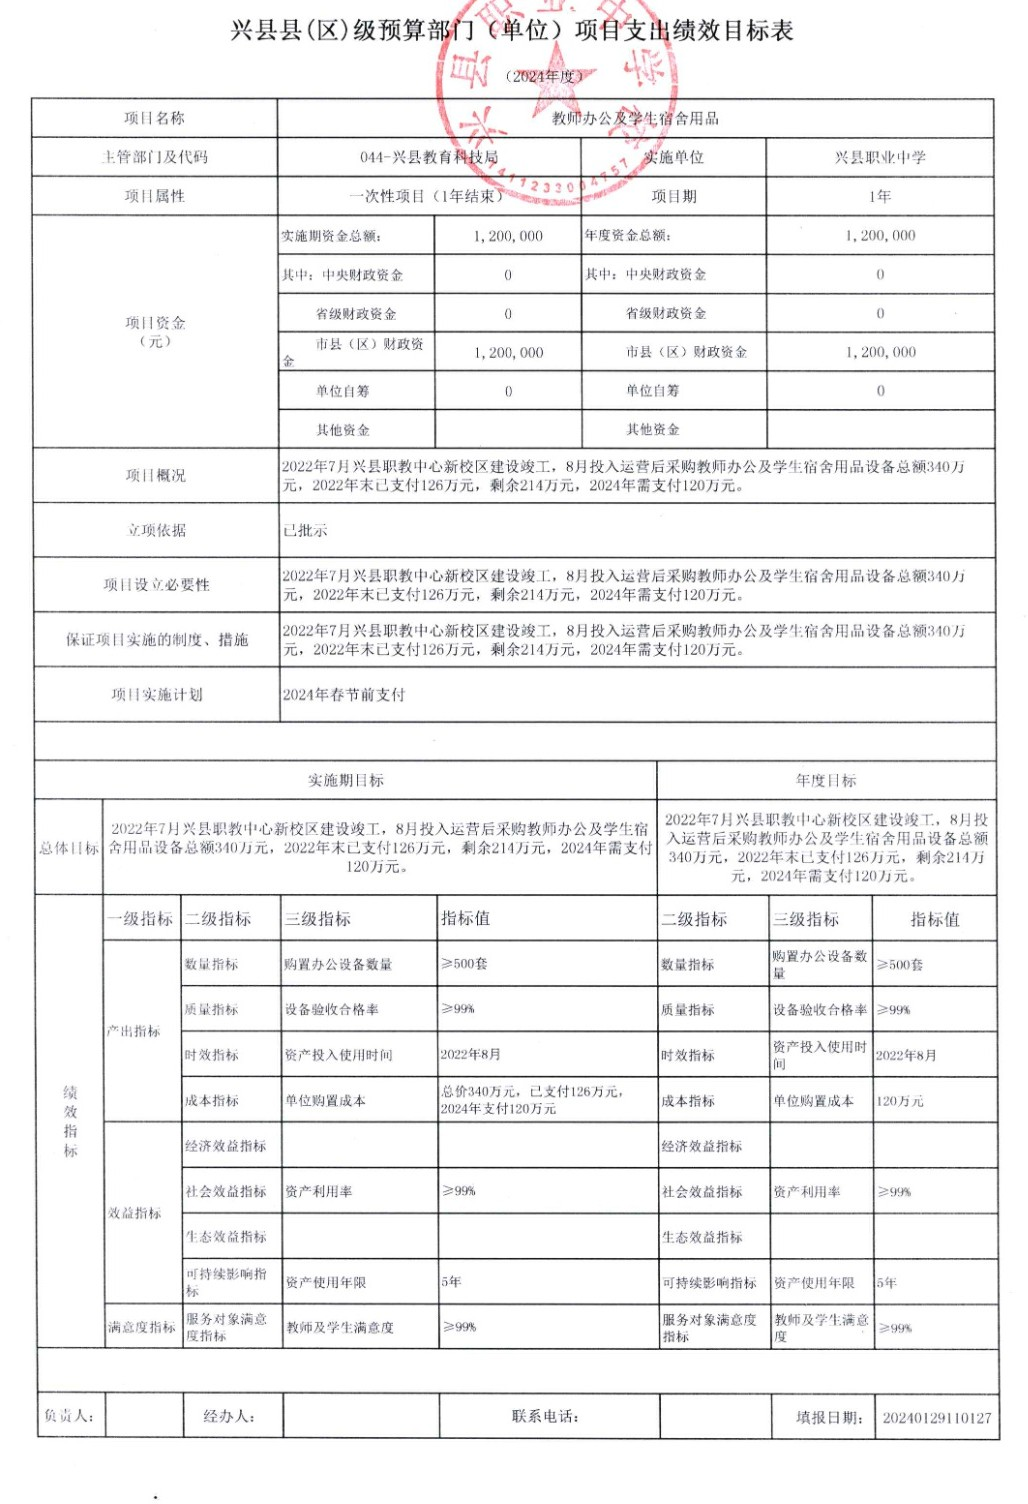 兴县县(区)级预算部门（单位）项目支出绩效目标表
（2024年度）
兴县职业中学校
1411233004757
项目名称 教师办公及学生宿舍用品
主管部门及代码 044-兴县教育科技局 实施单位 兴县职业中学
项目属性 一次性项目（1年结束） 项目期 1年
项目资金
（元）
实施期资金总额： 1,200,000 年度资金总额： 1,200,000
其中：中央财政资金 0 其中：中央财政资金 0
省级财政资金 0 省级财政资金 0
市县（区）财政资
金 1,200,000 市县（区）财政资金 1,200,000
单位自筹 0 单位自筹 0
其他资金 其他资金
项目概况
2022年7月兴县职教中心新校区建设竣工，8月投入运营后采购教师办公及学生宿舍用品设备总额340万
元，2022年末已支付126万元，剩余214万元，2024年需支付120万元。
立项依据 已批示
项目设立必要性
2022年7月兴县职教中心新校区建设竣工，8月投入运营后采购教师办公及学生宿舍用品设备总额340万
元，2022年末已支付126万元，剩余214万元，2024年需支付120万元。
保证项目实施的制度、措施
2022年7月兴县职教中心新校区建设竣工，8月投入运营后采购教师办公及学生宿舍用品设备总额340万
元，2022年末已支付126万元，剩余214万元，2024年需支付120万元。
项目实施计划 2024年春节前支付
实施期目标 年度目标
总体目标
2022年7月兴县职教中心新校区建设竣工，8月投入运营后采购教师办公及学生宿
舍用品设备总额340万元，2022年末已支付126万元，剩余214万元，2024年需支付
120万元。
2022年7月兴县职教中心新校区建设竣工，8月投
入运营后采购教师办公及学生宿舍用品设备总额
340万元，2022年末已支付126万元，剩余214万
元，2024年需支付120万元。
绩
效
指
标
一级指标 二级指标 三级指标 指标值 二级指标 三级指标 指标值
产出指标
数量指标 购置办公设备数量 ≥500套 数量指标 购置办公设备数
量 ≥500套
质量指标 设备验收合格率 ≥99% 质量指标 设备验收合格率 ≥99%
时效指标 资产投入使用时间 2022年8月 时效指标 资产投入使用时
间 2022年8月
成本指标 单位购置成本 总价340万元，已支付126万元，
2024年支付120万元 成本指标 单位购置成本 120万元
效益指标
经济效益指标 经济效益指标
社会效益指标 资产利用率 ≥99% 社会效益指标 资产利用率 ≥99%
生态效益指标 生态效益指标
可持续影响指
标 资产使用年限 5年 可持续影响指标 资产使用年限 5年
满意度指标 服务对象满意
度指标 教师及学生满意度 ≥99% 服务对象满意度
指标 教师及学生满意
度 ≥99%
负责人： 经办人： 联系电话： 填报日期： 20240129110127